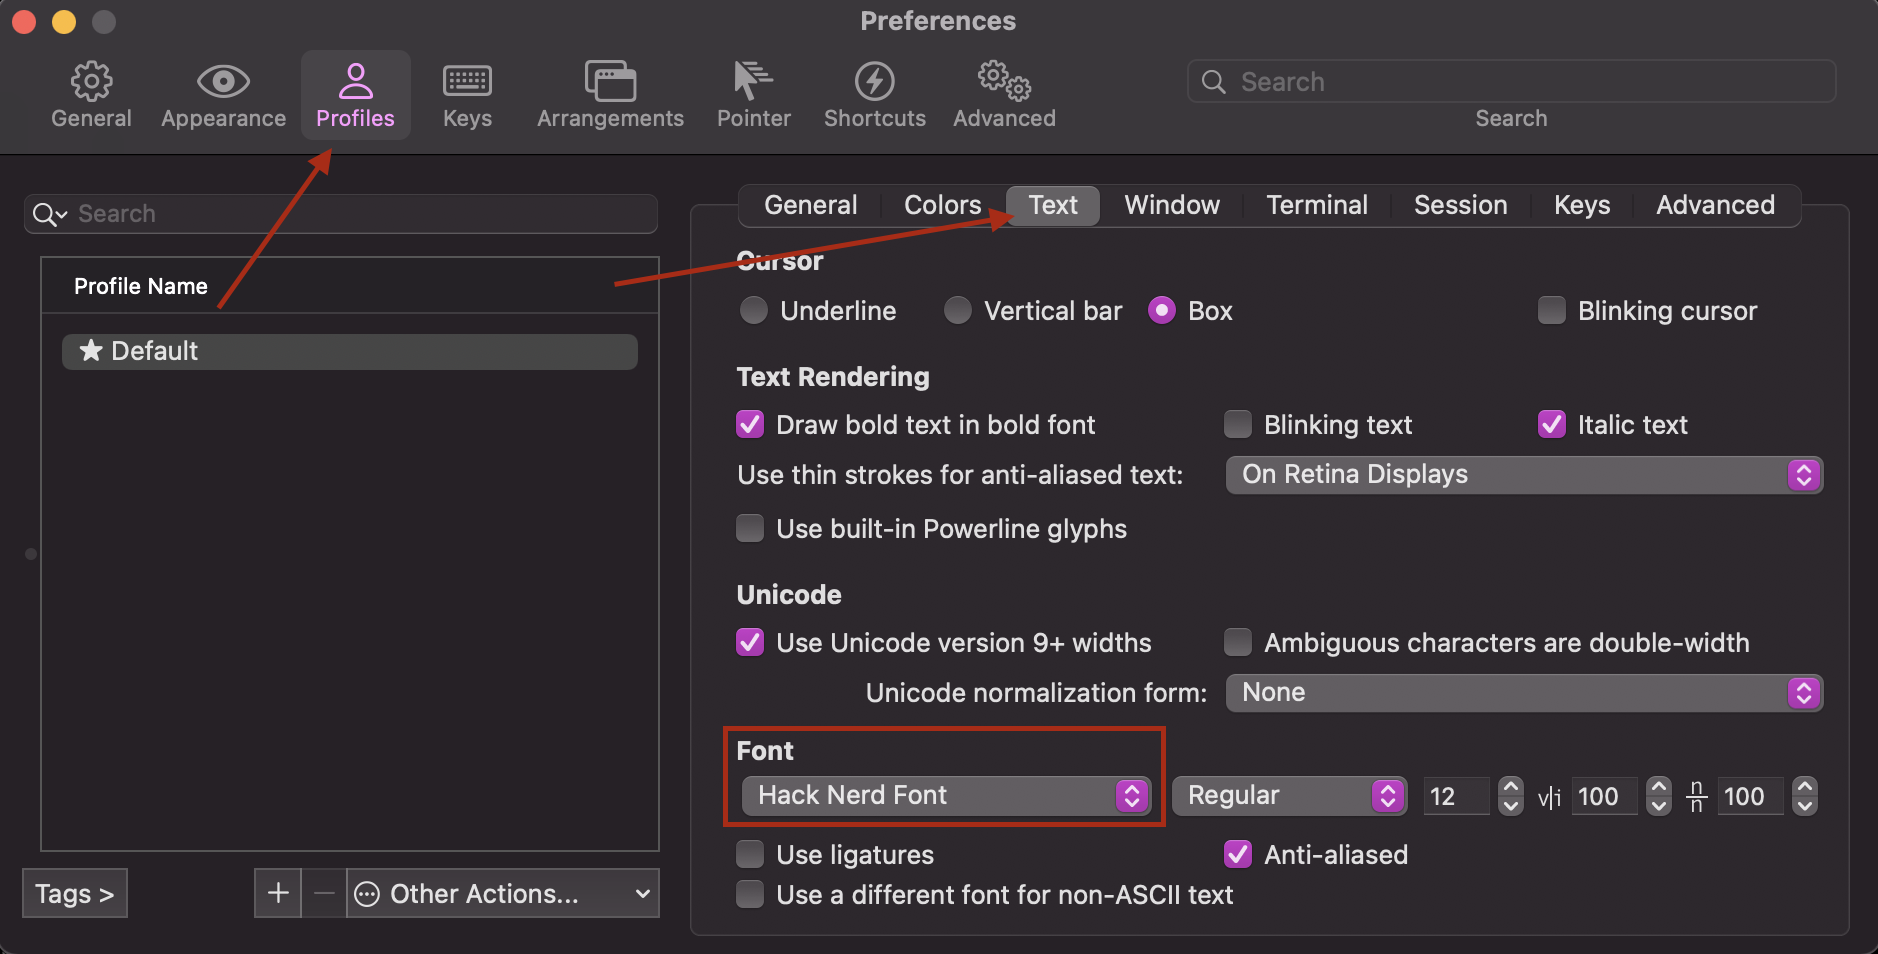 Preferences
General Appearance Profiles Keys Arrangements Pointer Shortcuts Advanced
Search
Search
Search
Profile Name
★ Default
Tags >
+ − Other Actions...
General Colors Text Window Terminal Session Keys Advanced
Cursor
Underline Vertical bar Box Blinking cursor
Text Rendering
Draw bold text in bold font Blinking text Italic text
Use thin strokes for anti-aliased text: On Retina Displays
Use built-in Powerline glyphs
Unicode
Use Unicode version 9+ widths Ambiguous characters are double-width
Unicode normalization form: None
Font
Hack Nerd Font Regular 12 v|i 100 n/n 100
Use ligatures Anti-aliased
Use a different font for non-ASCII text